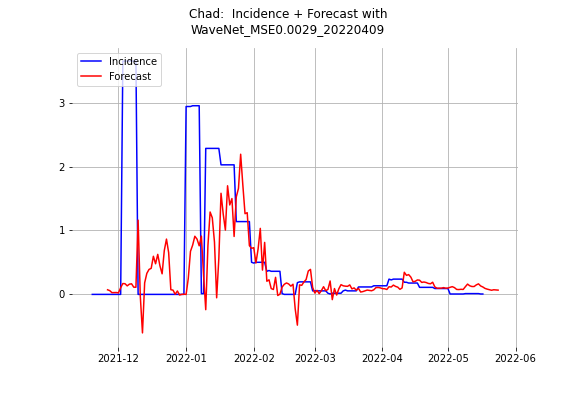 Chad:  Incidence + Forecast with
WaveNet_MSE0.0029_20220409
Incidence
Forecast
3
2
1
0
2021-12 2022-01 2022-02 2022-03 2022-04 2022-05 2022-06